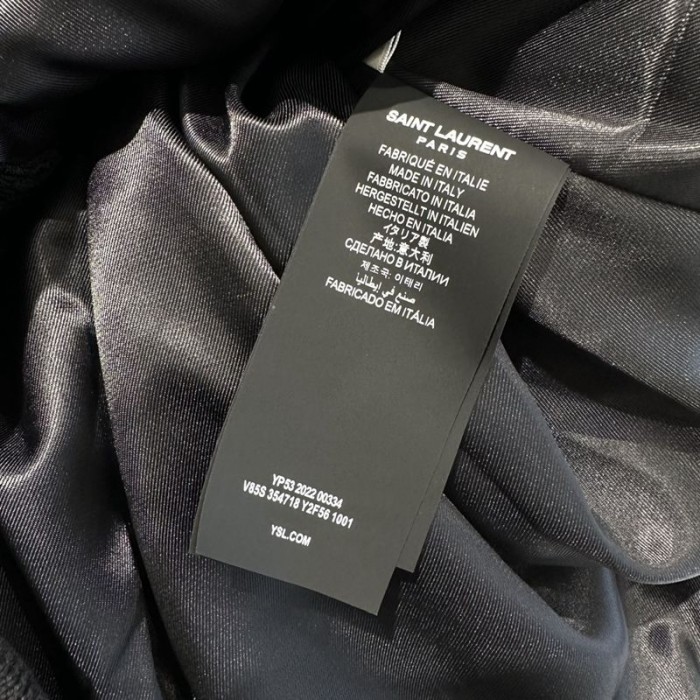 SAINT LAURENT
PARIS
FABRIQUÉ EN ITALIE
MADE IN ITALY
FABBRICATO IN ITALIA
HERGESTELLT IN ITALIEN
HECHO EN ITALIA
イタリア製
产地:意大利
СДЕЛАНО В ИТАЛИИ
제조국: 이태리
صنع في إيطاليا
FABRICADO EM ITÁLIA
YP53 2022 00334
V85S 354718 Y2F56 1001
YSL.COM